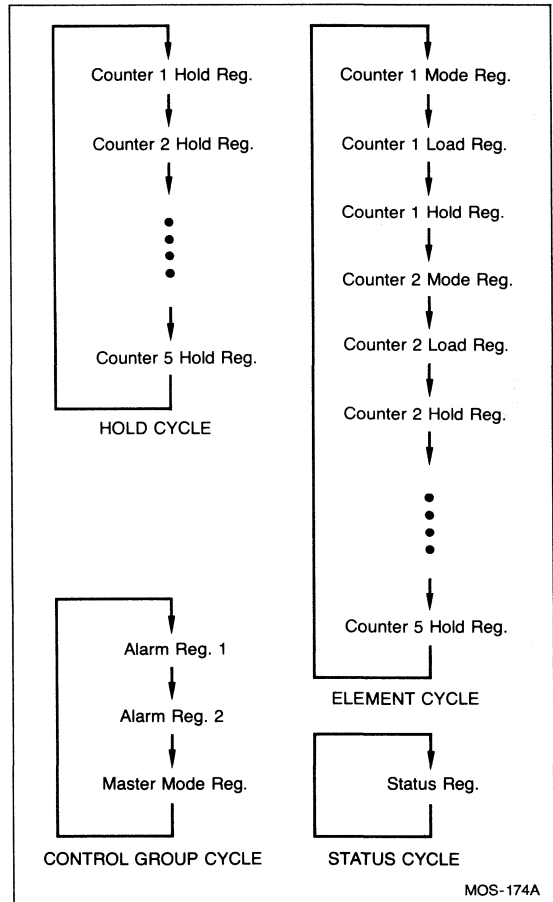 Counter 1 Hold Reg.
Counter 2 Hold Reg.
Counter 5 Hold Reg.
HOLD CYCLE
Counter 1 Mode Reg.
Counter 1 Load Reg.
Counter 1 Hold Reg.
Counter 2 Mode Reg.
Counter 2 Load Reg.
Counter 2 Hold Reg.
Counter 5 Hold Reg.
ELEMENT CYCLE
Alarm Reg. 1
Alarm Reg. 2
Master Mode Reg.
CONTROL GROUP CYCLE
Status Reg.
STATUS CYCLE
MOS-174A